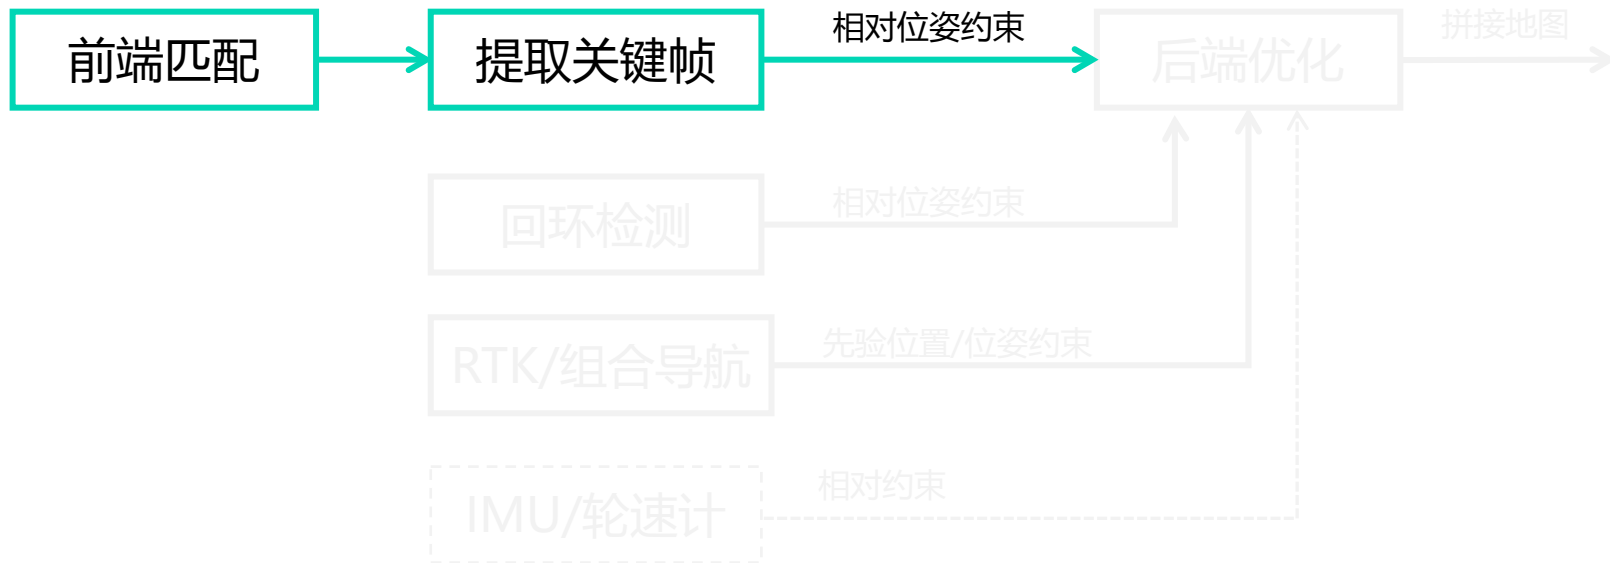 前端匹配
提取关键帧
相对位姿约束
后端优化
拼接地图
回环检测
相对位姿约束
RTK/组合导航
先验位置/位姿约束
IMU/轮速计
相对约束